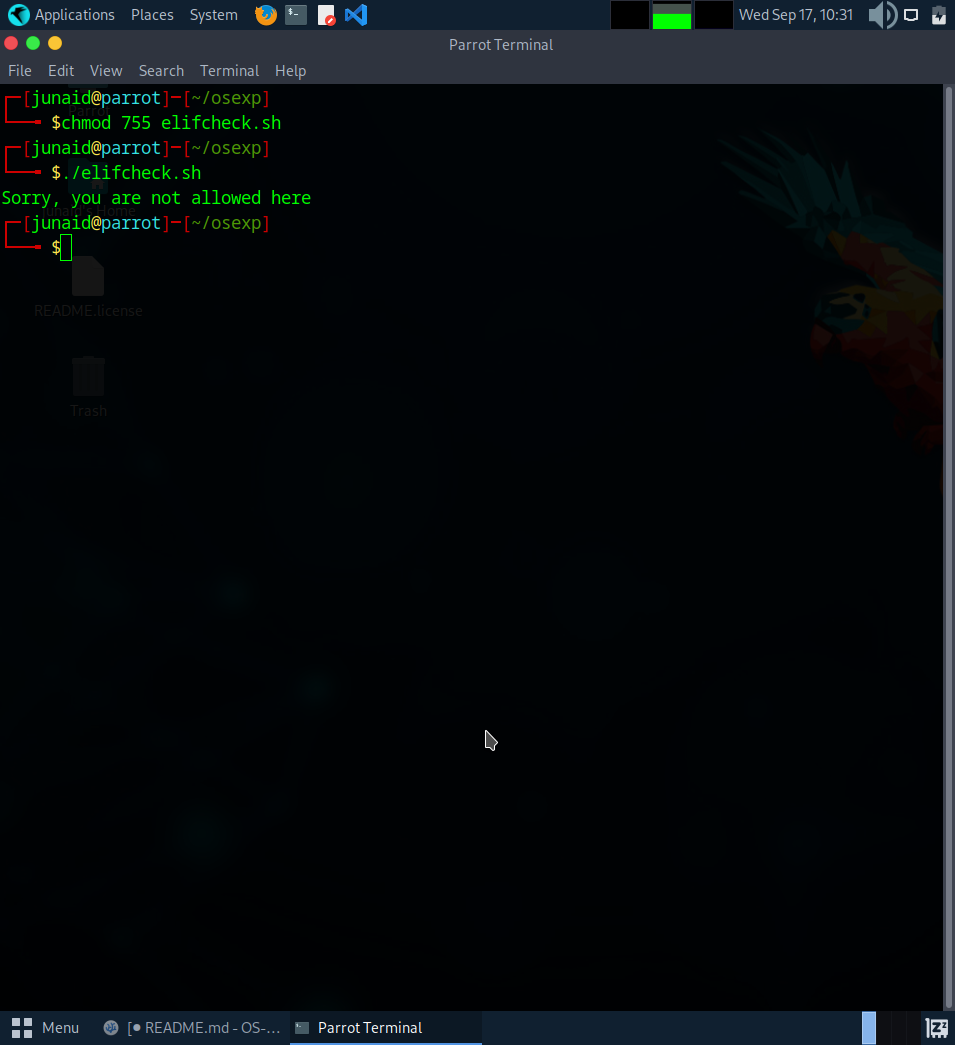 Applications Places System Wed Sep 17, 10:31
Parrot Terminal
File Edit View Search Terminal Help
┌─[junaid@parrot]─[~/osexp]
└──╼ $chmod 755 elifcheck.sh
┌─[junaid@parrot]─[~/osexp]
└──╼ $./elifcheck.sh
Sorry, you are not allowed here
┌─[junaid@parrot]─[~/osexp]
└──╼ $
README.license
Trash
Menu [● README.md - OS-... Parrot Terminal